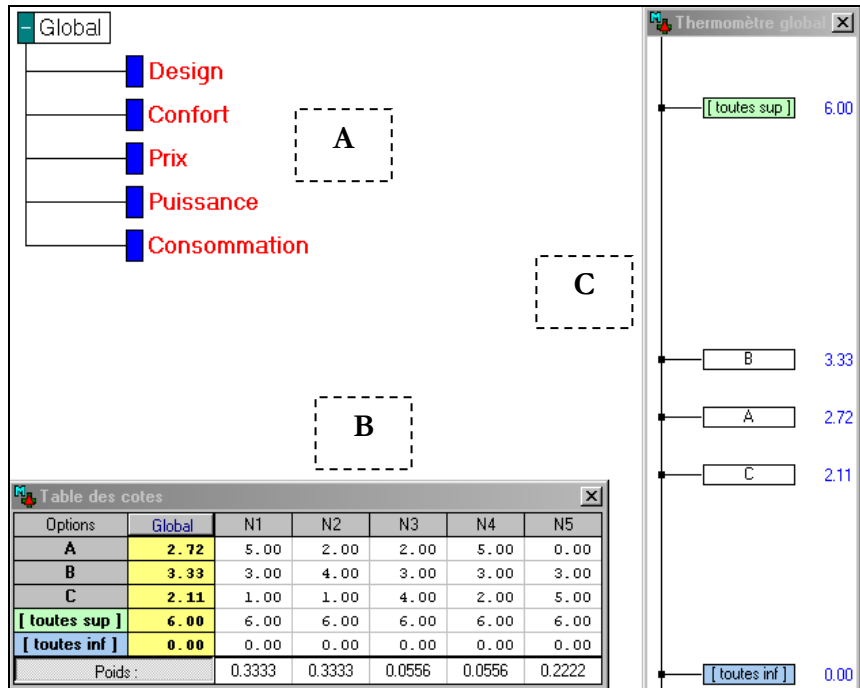 Global
Design
Confort
Prix
Puissance
Consommation
A
B
C
Thermomètre global
[ toutes sup ] 6.00
B 3.33
A 2.72
C 2.11
[ toutes inf ] 0.00
Table des cotes
Options Global N1 N2 N3 N4 N5
A 2.72 5.00 2.00 2.00 5.00 0.00
B 3.33 3.00 4.00 3.00 3.00 3.00
C 2.11 1.00 1.00 4.00 2.00 5.00
[ toutes sup ] 6.00 6.00 6.00 6.00 6.00 6.00
[ toutes inf ] 0.00 0.00 0.00 0.00 0.00 0.00
Poids : 0.3333 0.3333 0.0556 0.0556 0.2222